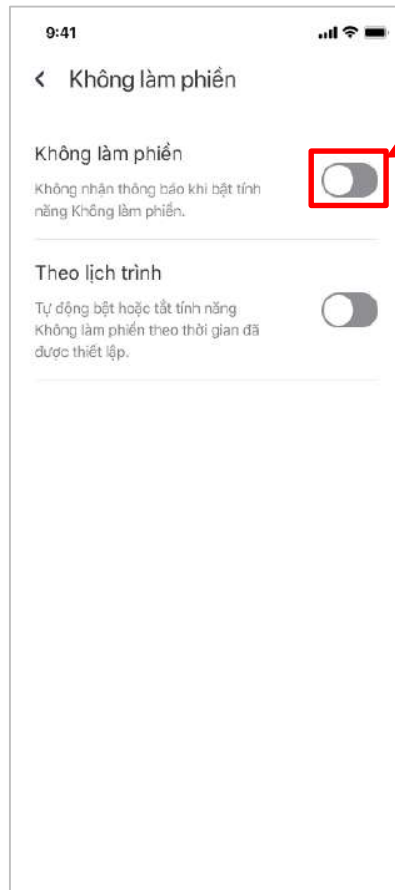 9:41
Không làm phiền
Không làm phiền
Không nhận thông báo khi bật tính
năng Không làm phiền.
Theo lịch trình
Tự động bật hoặc tắt tính năng
Không làm phiền theo thời gian đã
được thiết lập.